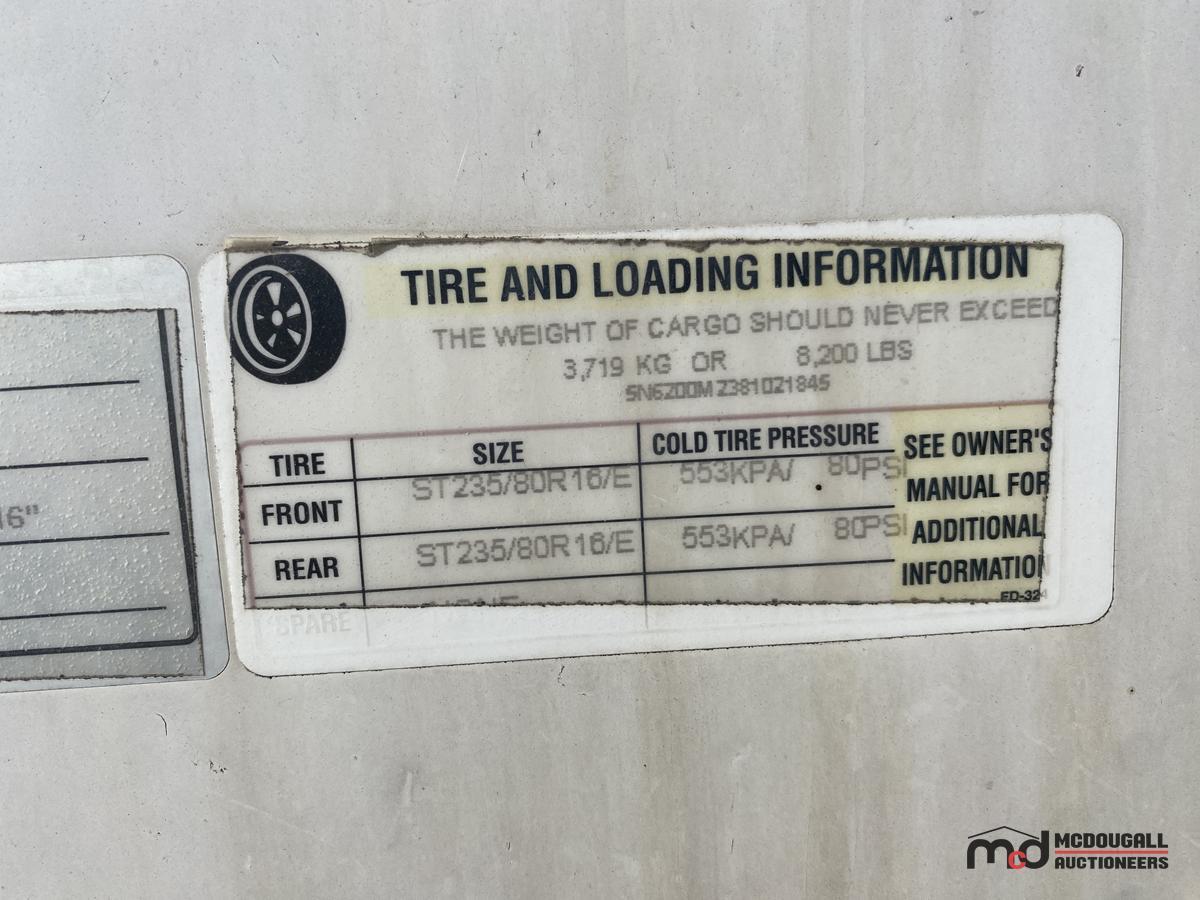 TIRE AND LOADING INFORMATION
THE WEIGHT OF CARGO SHOULD NEVER EXCEED
3,719 KG OR 8,200 LBS
5N6200M2381021845
TIRE SIZE COLD TIRE PRESSURE
FRONT ST235/80R16/E 553KPA/ 80PSI
REAR ST235/80R16/E 553KPA/ 80PSI
SPARE
SEE OWNER'S
MANUAL FOR
ADDITIONAL
INFORMATION
ED-324
16"
mcd MCDOUGALL
AUCTIONEERS